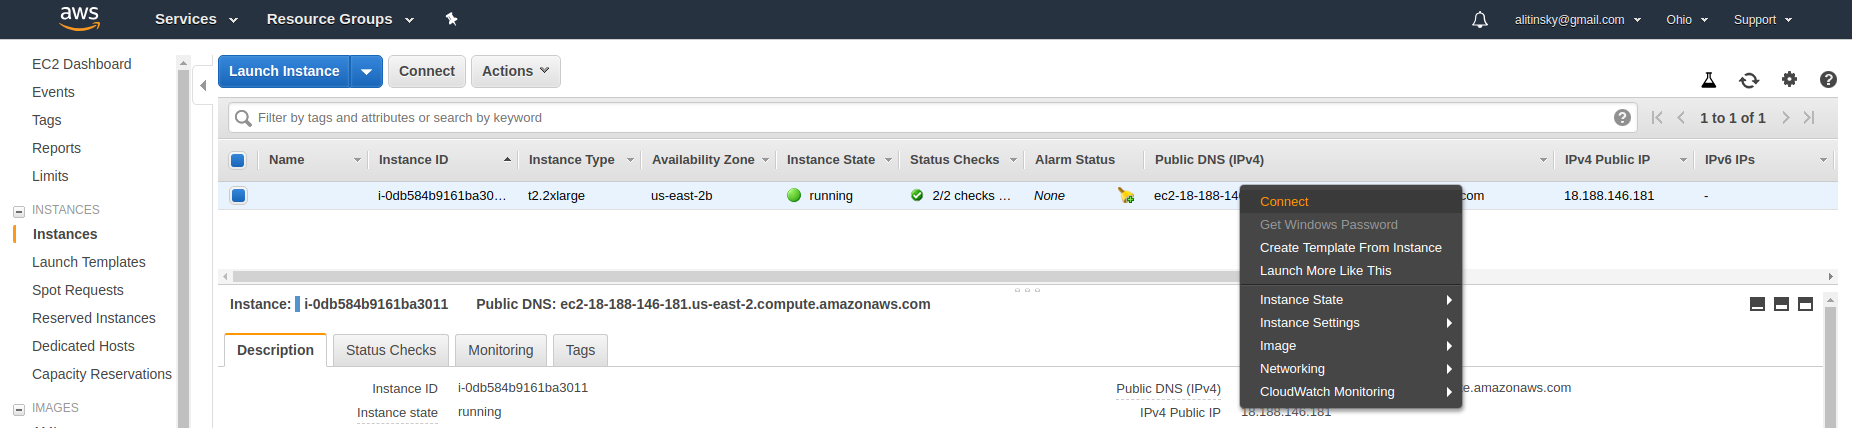 aws Services Resource Groups alitinsky@gmail.com Ohio Support
EC2 Dashboard
Events
Tags
Reports
Limits
INSTANCES
Instances
Launch Templates
Spot Requests
Reserved Instances
Dedicated Hosts
Capacity Reservations
IMAGES
Launch Instance Connect Actions
Filter by tags and attributes or search by keyword 1 to 1 of 1
Name Instance ID Instance Type Availability Zone Instance State Status Checks Alarm Status Public DNS (IPv4) IPv4 Public IP IPv6 IPs
i-0db584b9161ba30… t2.2xlarge us-east-2b running 2/2 checks … None ec2-18-188-14 com 18.188.146.181 -
Connect
Get Windows Password
Create Template From Instance
Launch More Like This
Instance State
Instance Settings
Image
Networking
CloudWatch Monitoring
Instance: i-0db584b9161ba3011 Public DNS: ec2-18-188-146-181.us-east-2.compute.amazonaws.com
Description Status Checks Monitoring Tags
Instance ID i-0db584b9161ba3011 Public DNS (IPv4) e.amazonaws.com
Instance state running IPv4 Public IP 18.188.146.181